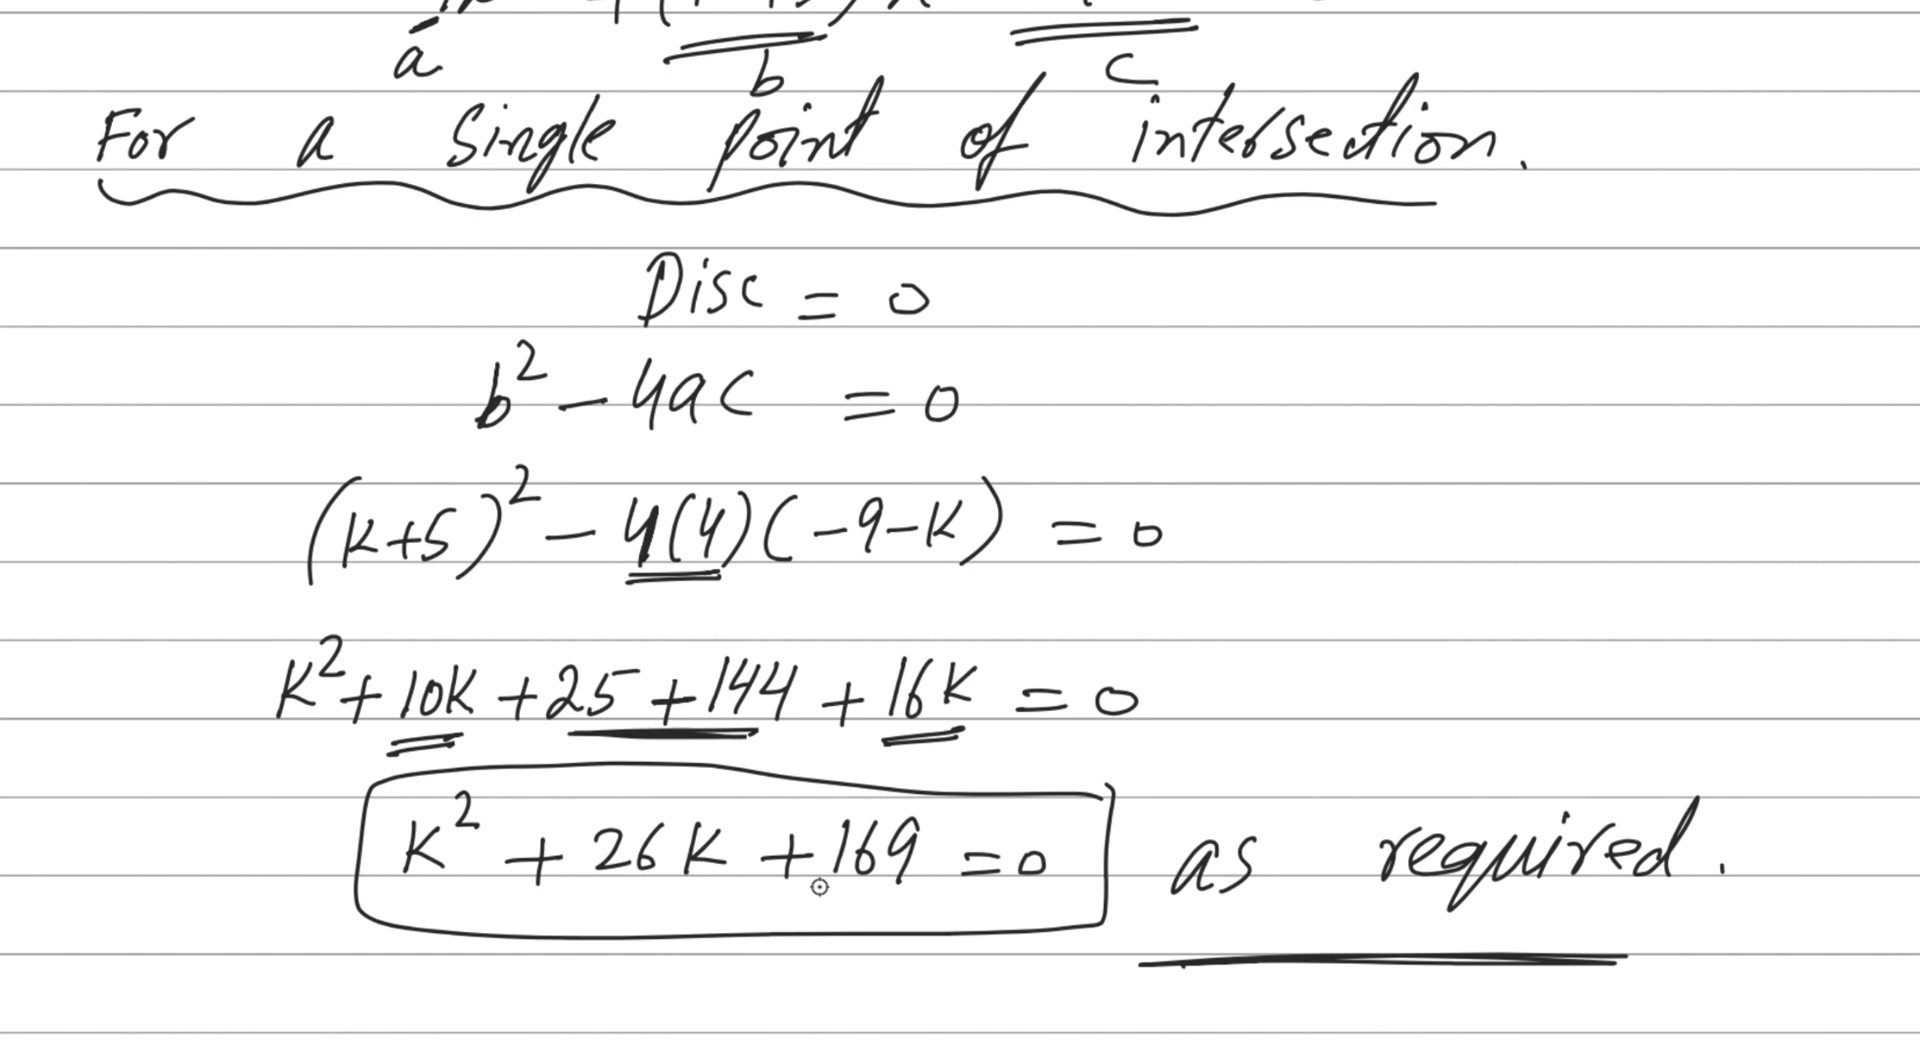 a b c
For a single point of intersection.
Disc = 0
b² - 4ac = 0
(k+5)² - 4(4)(-9-k) = 0
k² + 10k + 25 + 144 + 16k = 0
k² + 26k + 169 = 0 as required.